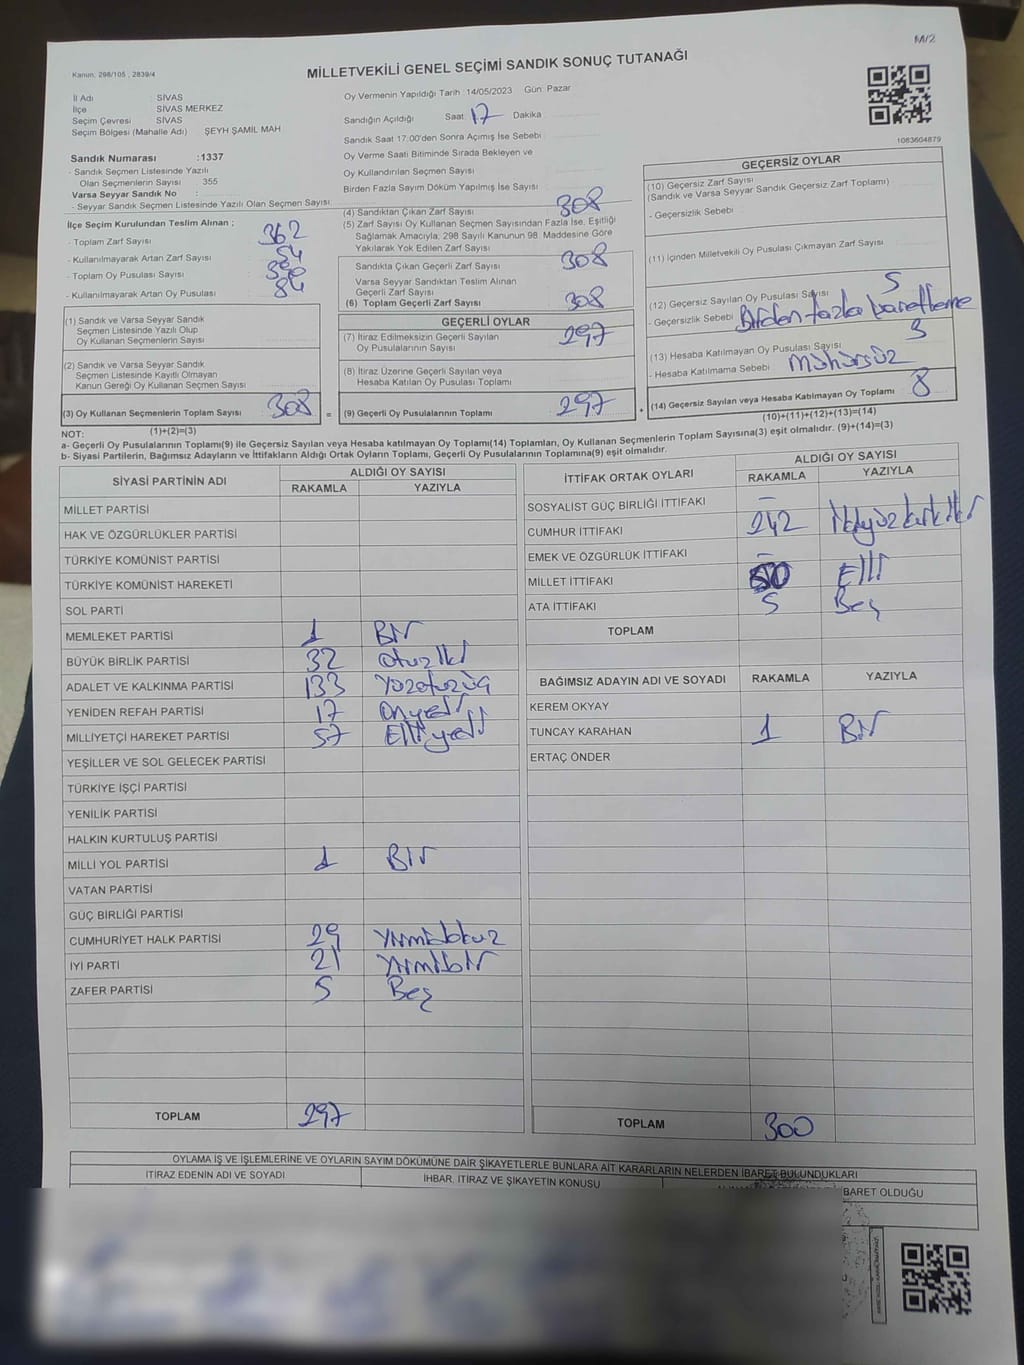 M/2
Kanun: 298/105 , 2839/4
MİLLETVEKİLİ GENEL SEÇİMİ SANDIK SONUÇ TUTANAĞI
İl Adı SİVAS
İlçe SİVAS MERKEZ
Seçim Çevresi SİVAS
Seçim Bölgesi (Mahalle Adı) ŞEYH ŞAMİL MAH
Sandık Numarası :1337
- Sandık Seçmen Listesinde Yazılı
Olan Seçmenlerin Sayısı 355
Varsa Seyyar Sandık No :
- Seyyar Sandık Seçmen Listesinde Yazılı Olan Seçmen Sayısı
Oy Vermenin Yapıldığı Tarih :14/05/2023 Gün: Pazar
Sandığın Açıldığı Saat 17 Dakika
Sandık Saat 17:00'den Sonra Açımış İse Sebebi
Oy Verme Saati Bitiminde Sırada Bekleyen ve
Oy Kullandırılan Seçmen Sayısı
Birden Fazla Sayım Döküm Yapılmış İse Sayısı
1083604879
İlçe Seçim Kurulundan Teslim Alınan ;
- Toplam Zarf Sayısı 362
- Kullanılmayarak Artan Zarf Sayısı 54
- Toplam Oy Pusulası Sayısı
- Kullanılmayarak Artan Oy Pusulası 84
(1) Sandık ve Varsa Seyyar Sandık
Seçmen Listesinde Yazılı Olup
Oy Kullanan Seçmenlerin Sayısı
(2) Sandık ve Varsa Seyyar Sandık
Seçmen Listesinde Kayıtlı Olmayan
Kanun Gereği Oy Kullanan Seçmen Sayısı
(3) Oy Kullanan Seçmenlerin Toplam Sayısı 308 =
(1)+(2)=(3)
(4) Sandıktan Çıkan Zarf Sayısı 308
(5) Zarf Sayısı Oy Kullanan Seçmen Sayısından Fazla İse, Eşitliği
Sağlamak Amacıyla, 298 Sayılı Kanunun 98. Maddesine Göre
Yakılarak Yok Edilen Zarf Sayısı
Sandıkta Çıkan Geçerli Zarf Sayısı 308
Varsa Seyyar Sandıktan Teslim Alınan
Geçerli Zarf Sayısı
(6) Toplam Geçerli Zarf Sayısı 308
GEÇERLİ OYLAR
(7) İtiraz Edilmeksizin Geçerli Sayılan
Oy Pusulalarının Sayısı 297
(8) İtiraz Üzerine Geçerli Sayılan veya
Hesaba Katılan Oy Pusulası Toplamı
(9) Geçerli Oy Pusulalarının Toplamı 297 +
GEÇERSİZ OYLAR
(10) Geçersiz Zarf Sayısı
(Sandık ve Varsa Seyyar Sandık Geçersiz Zarf Toplamı)
- Geçersizlik Sebebi :
(11) İçinden Milletvekili Oy Pusulası Çıkmayan Zarf Sayısı
(12) Geçersiz Sayılan Oy Pusulası Sayısı 5
- Geçersizlik Sebebi Birden fazla işaretleme
(13) Hesaba Katılmayan Oy Pusulası Sayısı 3
- Hesaba Katılmama Sebebi : Mühürsüz
(14) Geçersiz Sayılan veya Hesaba Katılmayan Oy Toplamı 8
(10)+(11)+(12)+(13)=(14)
NOT:
a- Geçerli Oy Pusulalarının Toplamı(9) ile Geçersiz Sayılan veya Hesaba katılmayan Oy Toplamı(14) Toplamları, Oy Kullanan Seçmenlerin Toplam Sayısına(3) eşit olmalıdır. (9)+(14)=(3)
b- Siyasi Partilerin, Bağımsız Adayların ve İttifakların Aldığı Ortak Oyların Toplamı, Geçerli Oy Pusulalarının Toplamına(9) eşit olmalıdır.
SİYASİ PARTİNİN ADI ALDIĞI OY SAYISI
RAKAMLA YAZIYLA
MİLLET PARTİSİ
HAK VE ÖZGÜRLÜKLER PARTİSİ
TÜRKİYE KOMÜNİST PARTİSİ
TÜRKİYE KOMÜNİST HAREKETİ
SOL PARTİ
MEMLEKET PARTİSİ 1 Bir
BÜYÜK BİRLİK PARTİSİ 32 otuziki
ADALET VE KALKINMA PARTİSİ 133 Yüzotuzüç
YENİDEN REFAH PARTİSİ 17 Onyedi
MİLLİYETÇİ HAREKET PARTİSİ 57 Elliyedi
YEŞİLLER VE SOL GELECEK PARTİSİ
TÜRKİYE İŞÇİ PARTİSİ
YENİLİK PARTİSİ
HALKIN KURTULUŞ PARTİSİ
MİLLİ YOL PARTİSİ 1 Bir
VATAN PARTİSİ
GÜÇ BİRLİĞİ PARTİSİ
CUMHURİYET HALK PARTİSİ 29 Yirmidokuz
İYİ PARTİ 21 Yirmibir
ZAFER PARTİSİ 5 Beş
TOPLAM 297
İTTİFAK ORTAK OYLARI ALDIĞI OY SAYISI
RAKAMLA YAZIYLA
SOSYALIST GÜÇ BİRLİĞİ İTTİFAKI –
CUMHUR İTTİFAKI 242 İkiyüzkırkiki
EMEK VE ÖZGÜRLÜK İTTİFAKI –
MİLLET İTTİFAKI 50 Elli
ATA İTTİFAKI 5 Beş
TOPLAM
BAĞIMSIZ ADAYIN ADI VE SOYADI RAKAMLA YAZIYLA
KEREM OKYAY
TUNCAY KARAHAN 1 Bir
ERTAÇ ÖNDER
TOPLAM 300
OYLAMA İŞ VE İŞLEMLERİNE VE OYLARIN SAYIM DÖKÜMÜNE DAİR ŞİKAYETLERLE BUNLARA AİT KARARLARIN NELERDEN İBARET BULUNDUKLARI
İTİRAZ EDENİN ADI VE SOYADI İHBAR, İTİRAZ VE ŞİKAYETİN KONUSU BARET OLDUĞU